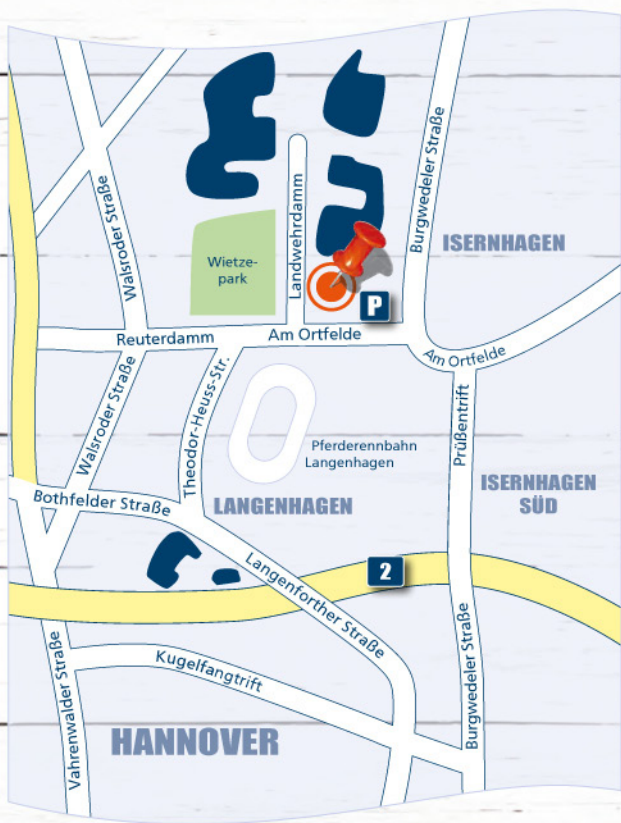 Burgwedeler Straße
Walsroder Straße
Landwehrdamm
ISERNHAGEN
Wietze-
park
P
Reuterdamm
Am Ortfelde
Am Ortfelde
Walsroder Straße
Theodor-Heuss-Str.
Prüßentrift
Pferderennbahn
Langenhagen
ISERNHAGEN
SÜD
Bothfelder Straße
LANGENHAGEN
2
Langenforther Straße
Vahrenwalder Straße
Kugelfangtrift
Burgwedeler Straße
HANNOVER